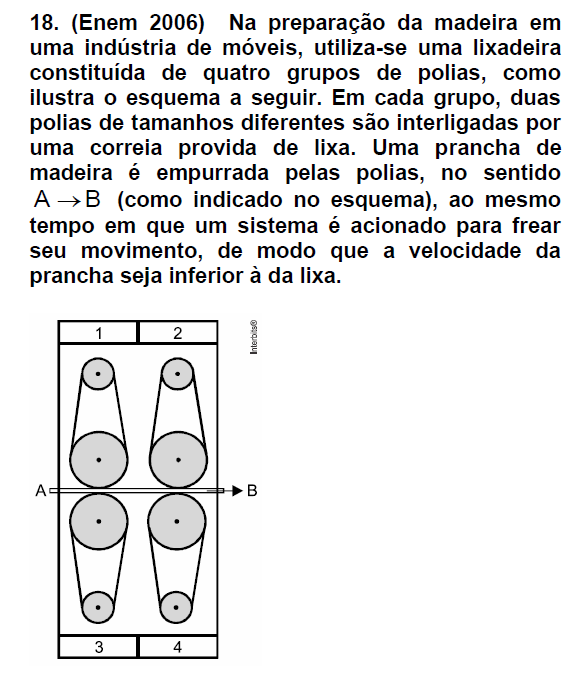 18. (Enem 2006) Na preparação da madeira em
uma indústria de móveis, utiliza-se uma lixadeira
constituída de quatro grupos de polias, como
ilustra o esquema a seguir. Em cada grupo, duas
polias de tamanhos diferentes são interligadas por
uma correia provida de lixa. Uma prancha de
madeira é empurrada pelas polias, no sentido
A → B (como indicado no esquema), ao mesmo
tempo em que um sistema é acionado para frear
seu movimento, de modo que a velocidade da
prancha seja inferior à da lixa.
1 2
Interbits®
A B
3 4